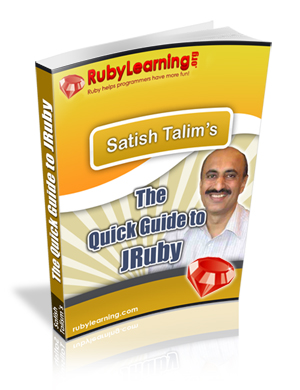 RubyLearning.org
Ruby helps programmers have more fun!
Satish Talim's
The
Quick Guide to
JRuby
rubylearning.com
The Quick Guide to JRuby
Satish
Talim's